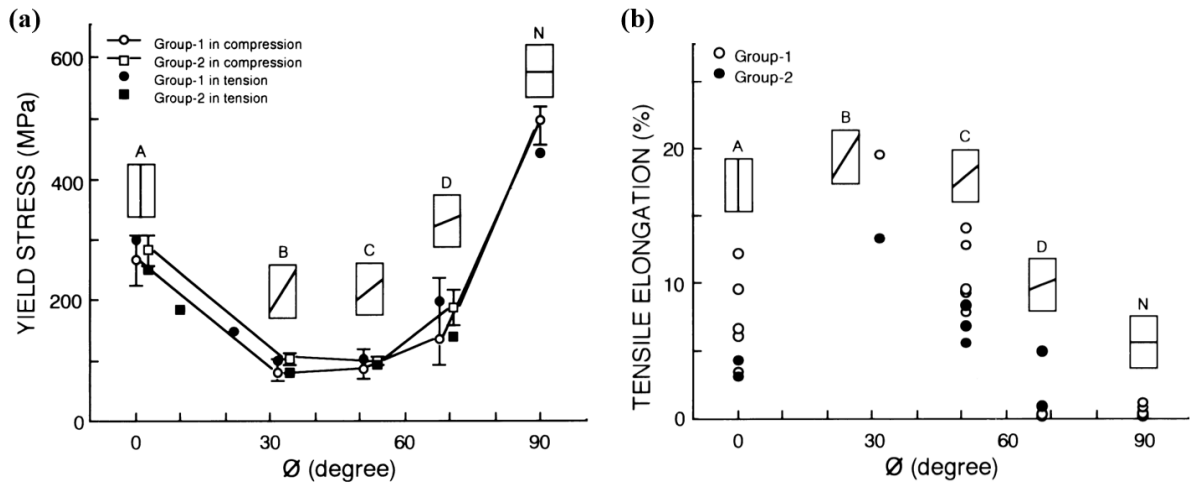 (a)
YIELD STRESS (MPa)
600
400
200
0
Group-1 in compression
Group-2 in compression
Group-1 in tension
Group-2 in tension
A
B
C
D
N
0
30
60
90
Ø (degree)
(b)
TENSILE ELONGATION (%)
20
10
0
Group-1
Group-2
A
B
C
D
N
0
30
60
90
Ø (degree)